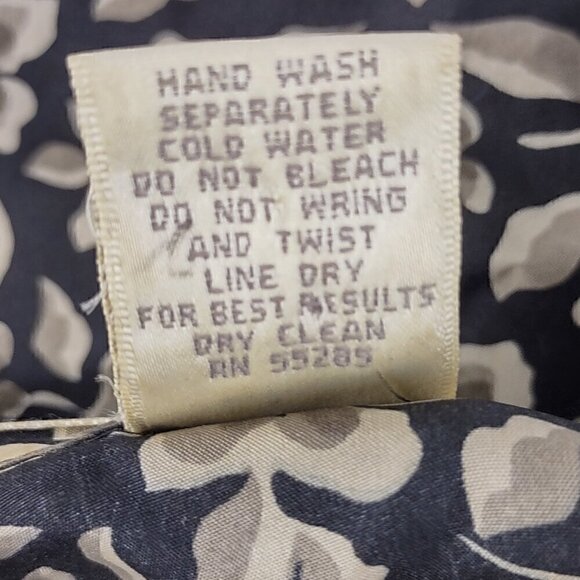 HAND WASH
SEPARATELY
COLD WATER
DO NOT BLEACH
DO NOT WRING
AND TWIST
LINE DRY
FOR BEST RESULTS
DRY CLEAN
RN 55289